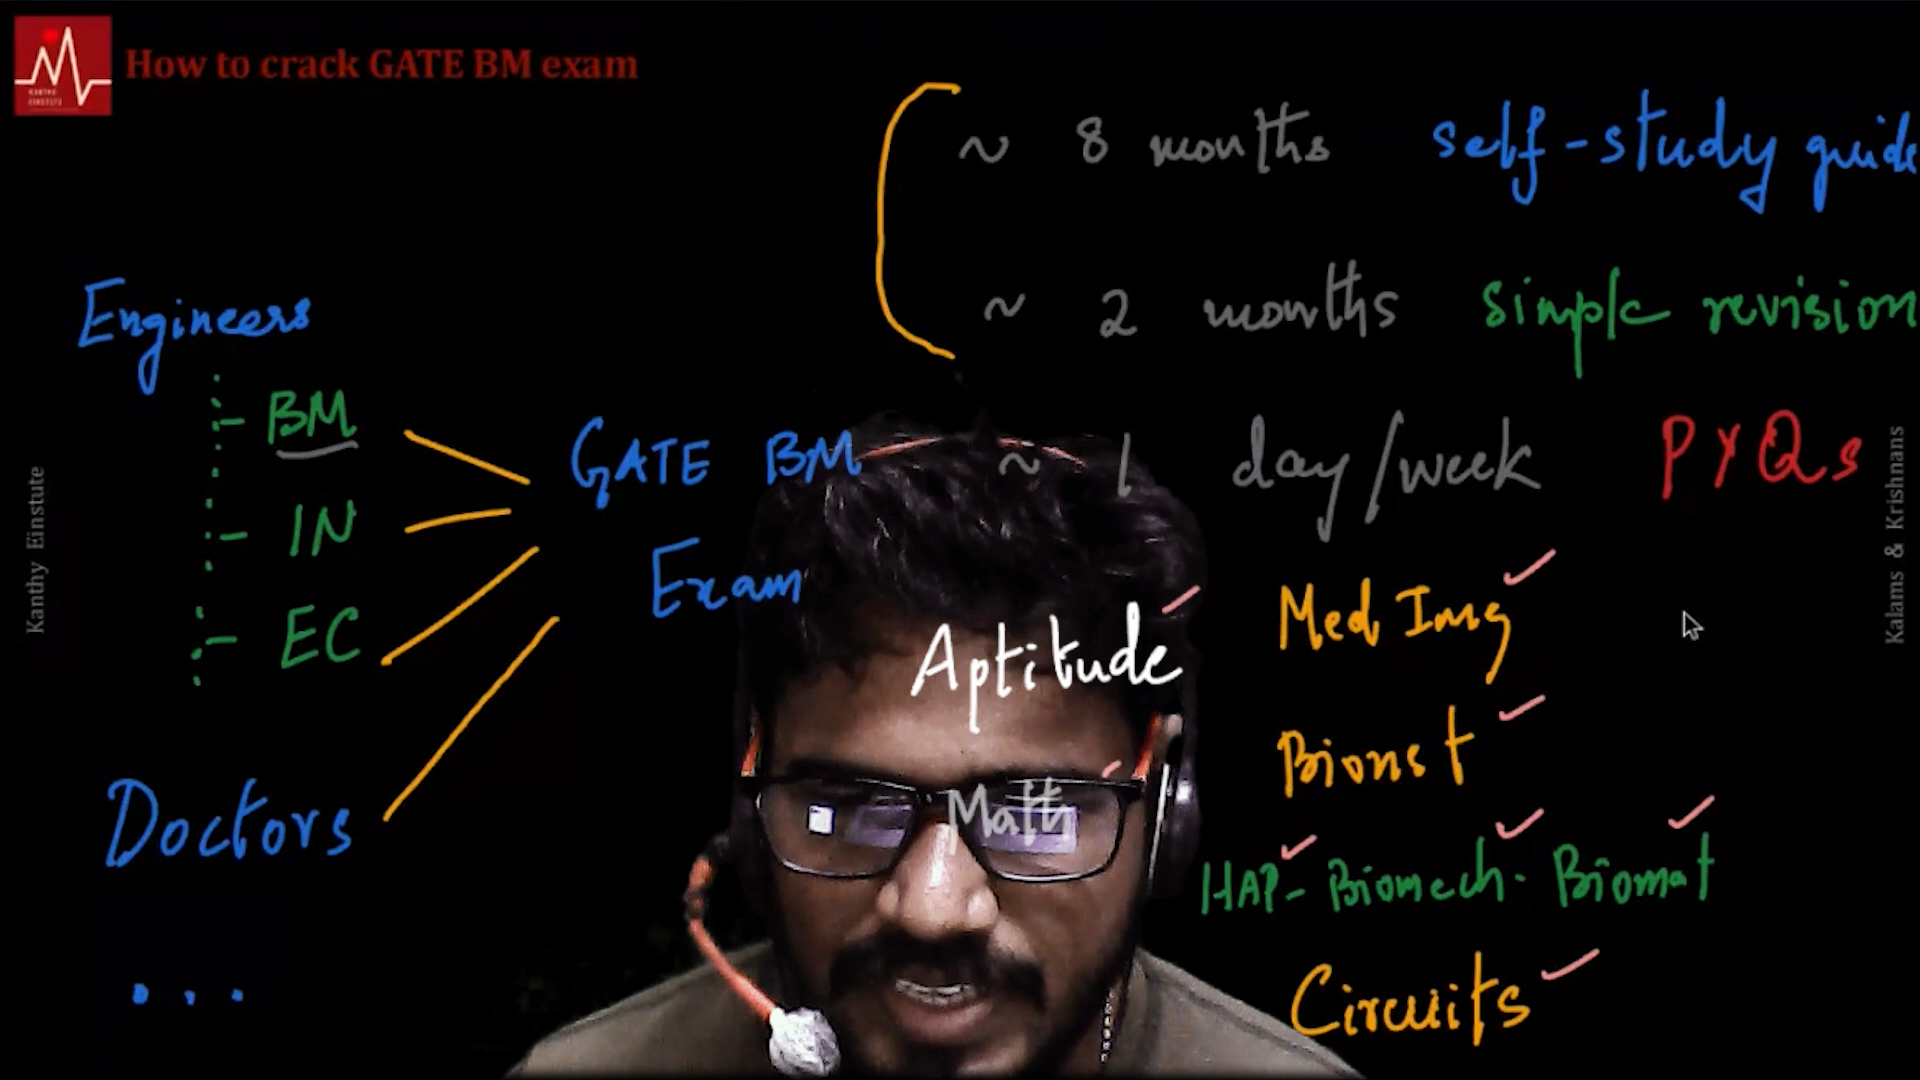 KANTHY
EINSTUTE
How to crack GATE BM exam
~ 8 months self-study guide
~ 2 months simple revision
~ 1 day/week PYQs
Engineers
BM
IN
EC
Doctors
...
GATE BM
Exam
Aptitude
Math
Med Img
Bionst
HAP - Biomech - Biomat
Circuits
Kanthy Einstute
Kalams & Krishnans